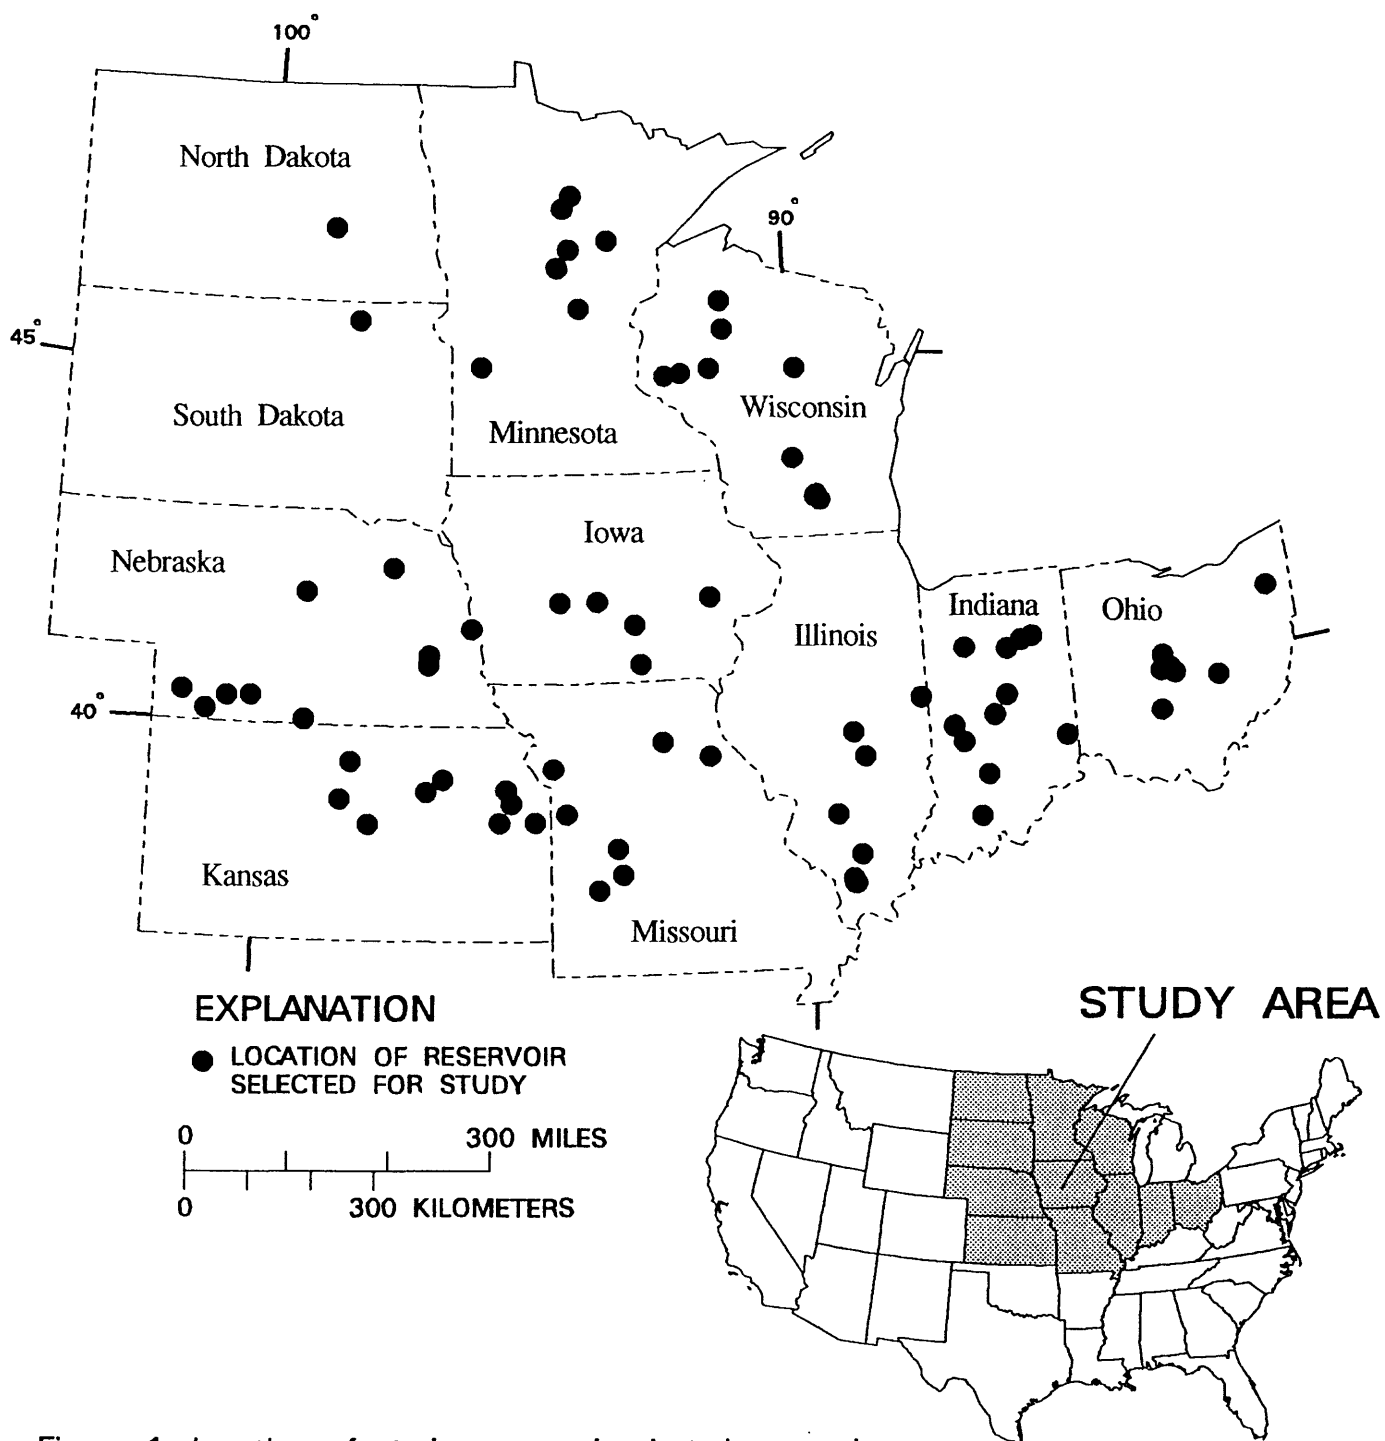 100°
North Dakota
90°
45°
South Dakota
Wisconsin
Minnesota
Iowa
Nebraska
Indiana
Ohio
Illinois
40°
Kansas
Missouri
EXPLANATION
LOCATION OF RESERVOIR
SELECTED FOR STUDY
0 300 MILES
0 300 KILOMETERS
STUDY AREA